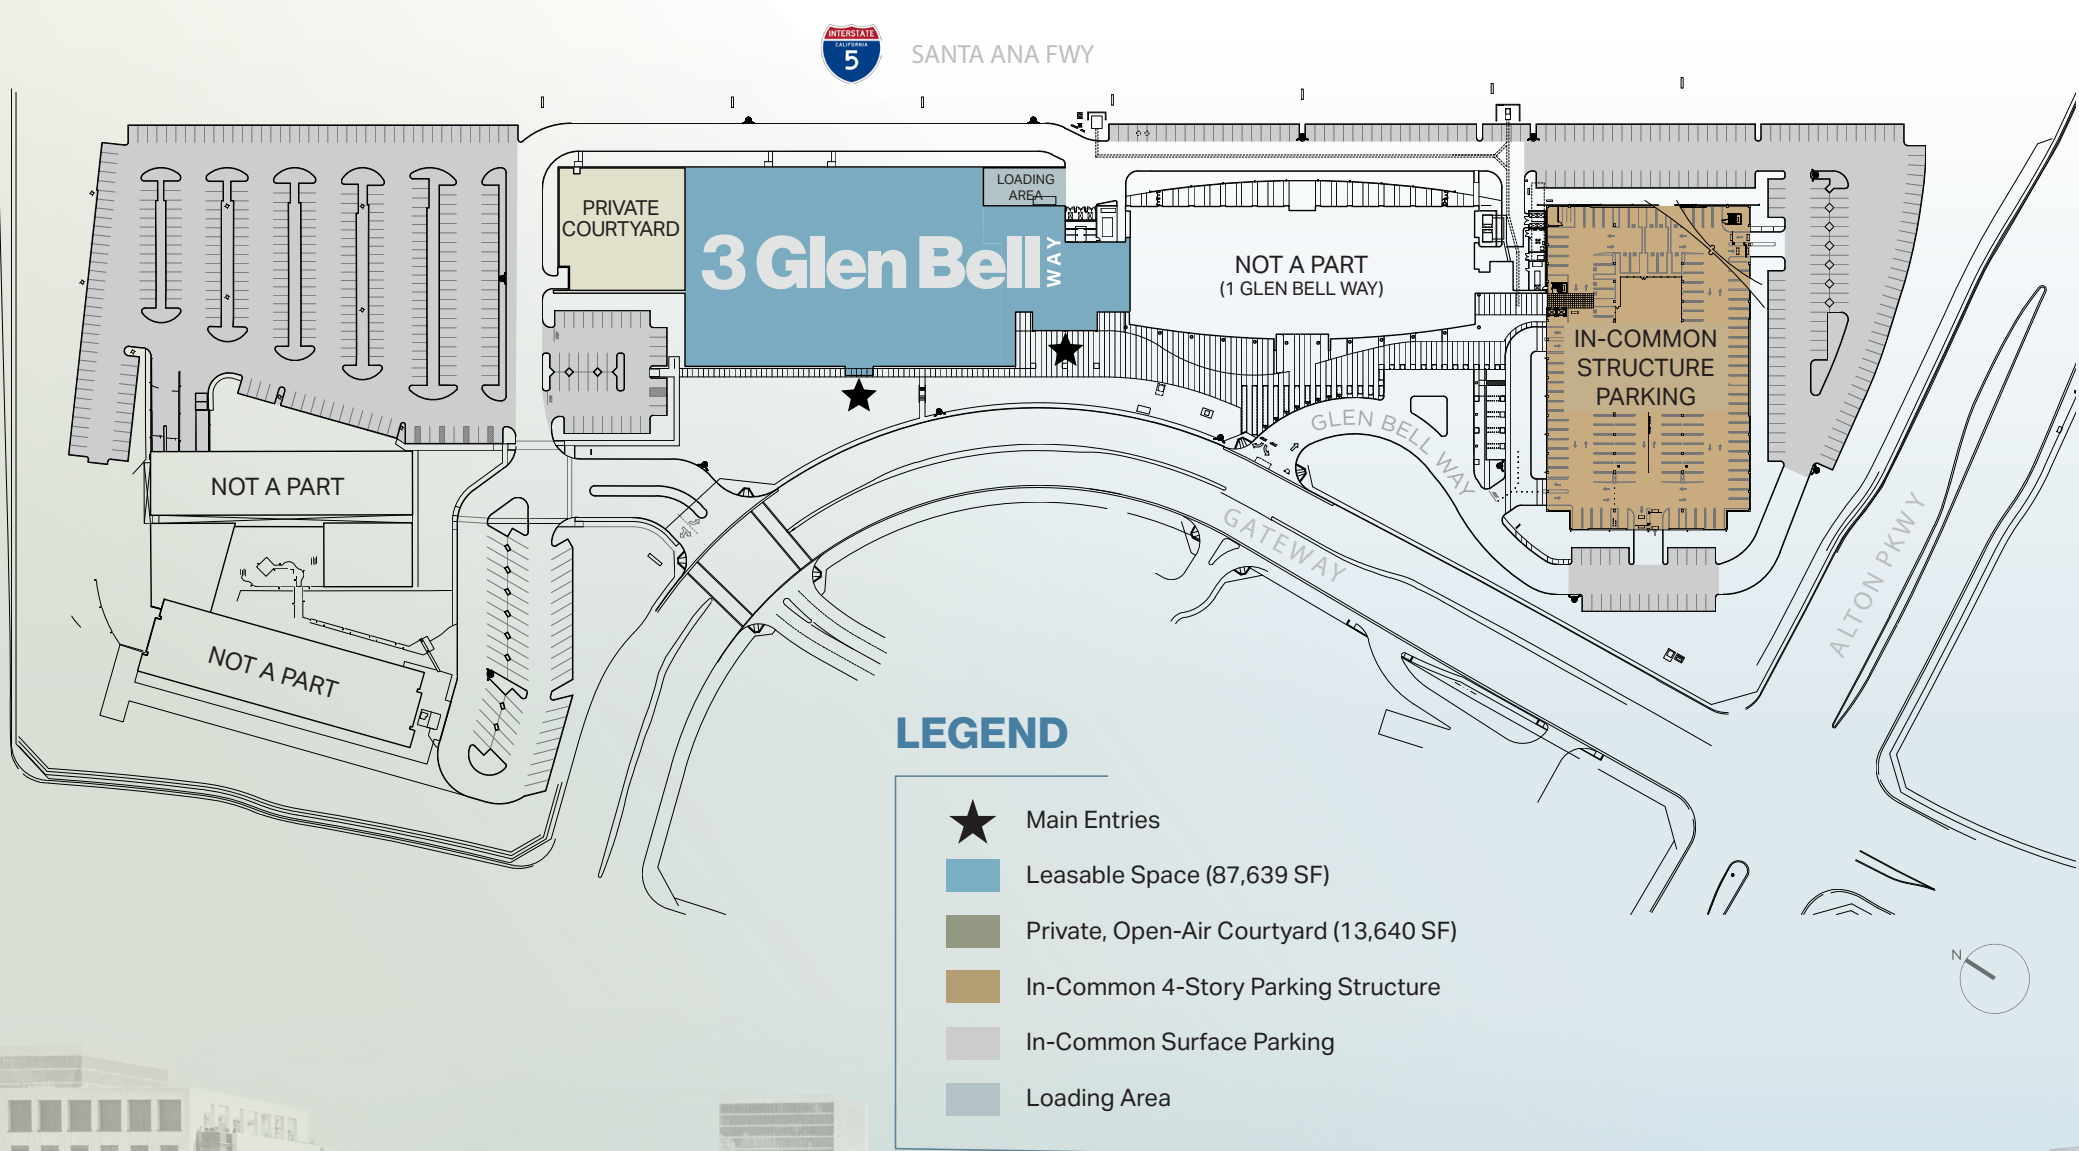 INTERSTATE
CALIFORNIA
5
SANTA ANA FWY
PRIVATE
COURTYARD
LOADING
AREA
3 Glen Bell
WAY
NOT A PART
(1 GLEN BELL WAY)
IN-COMMON
STRUCTURE
PARKING
GLEN BELL WAY
GATEWAY
ALTON PKWY
NOT A PART
NOT A PART
LEGEND
Main Entries
Leasable Space (87,639 SF)
Private, Open-Air Courtyard (13,640 SF)
In-Common 4-Story Parking Structure
In-Common Surface Parking
Loading Area
N